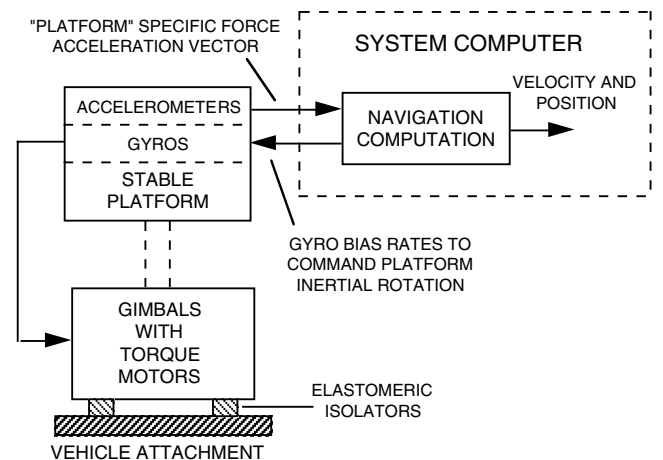 "PLATFORM" SPECIFIC FORCE
ACCELERATION VECTOR
SYSTEM COMPUTER
VELOCITY AND
POSITION
ACCELEROMETERS
GYROS
STABLE
PLATFORM
NAVIGATION
COMPUTATION
GYRO BIAS RATES TO
COMMAND PLATFORM
INERTIAL ROTATION
GIMBALS
WITH
TORQUE
MOTORS
ELASTOMERIC
ISOLATORS
VEHICLE ATTACHMENT